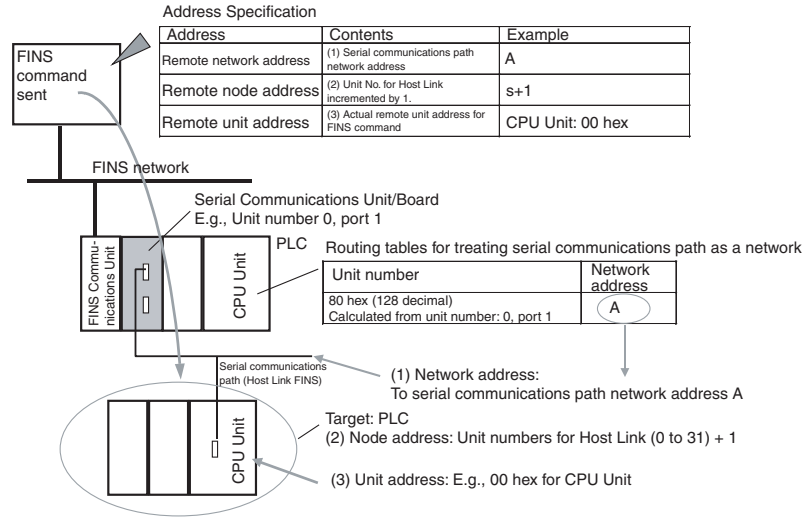 Address Specification
Address Contents Example
Remote network address (1) Serial communications path network address A
Remote node address (2) Unit No. for Host Link incremented by 1. s+1
Remote unit address (3) Actual remote unit address for FINS command CPU Unit: 00 hex
FINS
command
sent
FINS network
Serial Communications Unit/Board
E.g., Unit number 0, port 1
FINS Commu-
nications Unit
CPU Unit
PLC
Routing tables for treating serial communications path as a network
Unit number Network address
80 hex (128 decimal)
Calculated from unit number: 0, port 1
A
Serial communications
path (Host Link FINS)
(1) Network address:
To serial communications path network address A
Target: PLC
(2) Node address: Unit numbers for Host Link (0 to 31) + 1
CPU Unit
(3) Unit address: E.g., 00 hex for CPU Unit